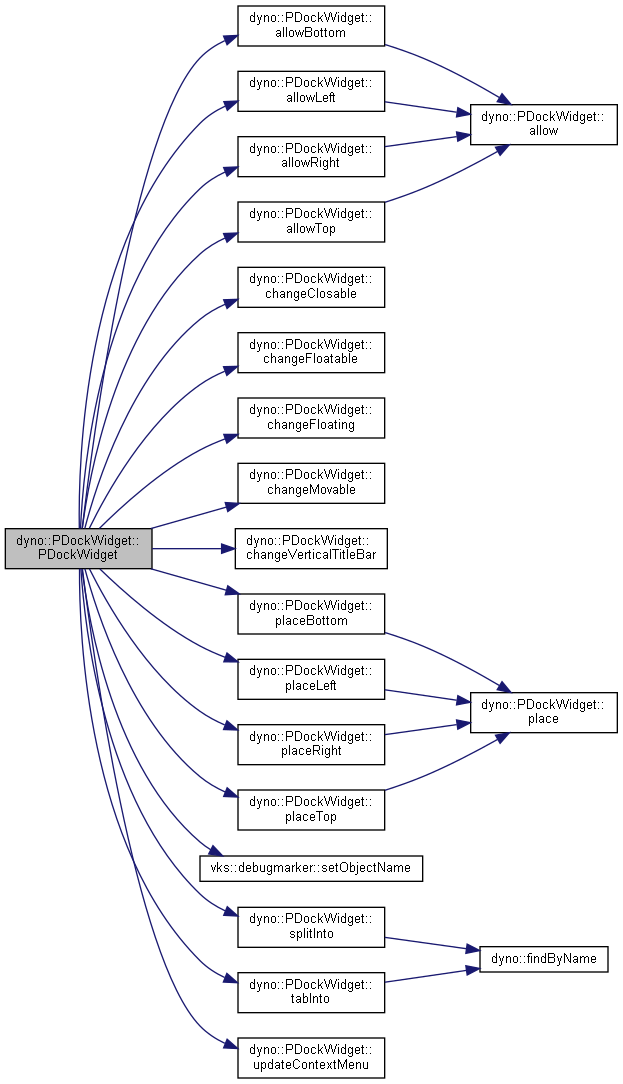 dyno::PDockWidget::
allowBottom
dyno::PDockWidget::
allowLeft
dyno::PDockWidget::
allow
dyno::PDockWidget::
allowRight
dyno::PDockWidget::
allowTop
dyno::PDockWidget::
changeClosable
dyno::PDockWidget::
changeFloatable
dyno::PDockWidget::
changeFloating
dyno::PDockWidget::
changeMovable
dyno::PDockWidget::
PDockWidget
dyno::PDockWidget::
changeVerticalTitleBar
dyno::PDockWidget::
placeBottom
dyno::PDockWidget::
placeLeft
dyno::PDockWidget::
place
dyno::PDockWidget::
placeRight
dyno::PDockWidget::
placeTop
vks::debugmarker::setObjectName
dyno::PDockWidget::
splitInto
dyno::findByName
dyno::PDockWidget::
tabInto
dyno::PDockWidget::
updateContextMenu